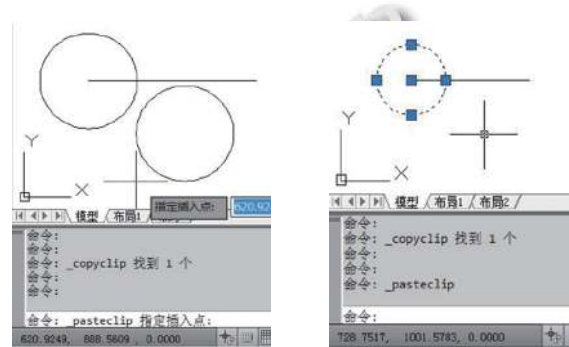 Y
X
指定插入点:
620.92
模型 / 布局1 /
命令:
命令: _copyclip 找到 1 个
命令:
命令:
命令: _pasteclip 指定插入点:
620.9249, 888.5609 , 0.0000
Y
X
模型 / 布局1 / 布局2 /
命令:
命令: _copyclip 找到 1 个
命令:
命令:
命令: _pasteclip
命令:
728.7517, 1001.5783, 0.0000